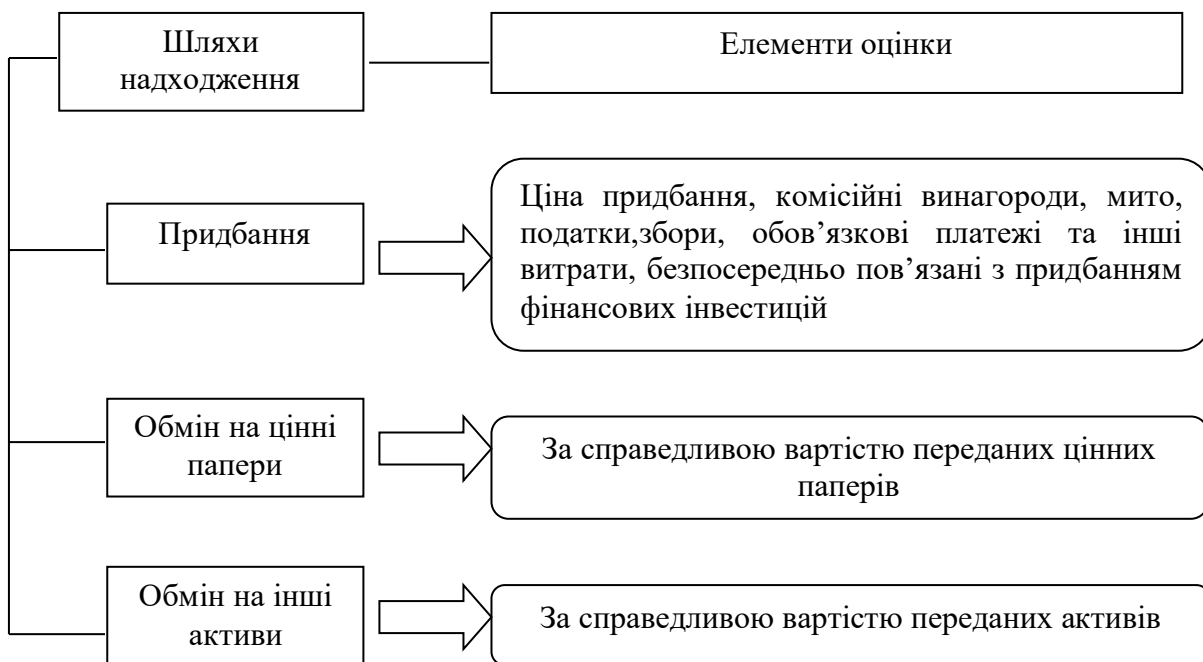 Шляхи
надходження
Елементи оцінки
Придбання
Ціна придбання, комісійні винагороди, мито,
податки,збори, обов’язкові платежі та інші
витрати, безпосередньо пов’язані з придбанням
фінансових інвестицій
Обмін на цінні
папери
За справедливою вартістю переданих цінних
паперів
Обмін на інші
активи
За справедливою вартістю переданих активів